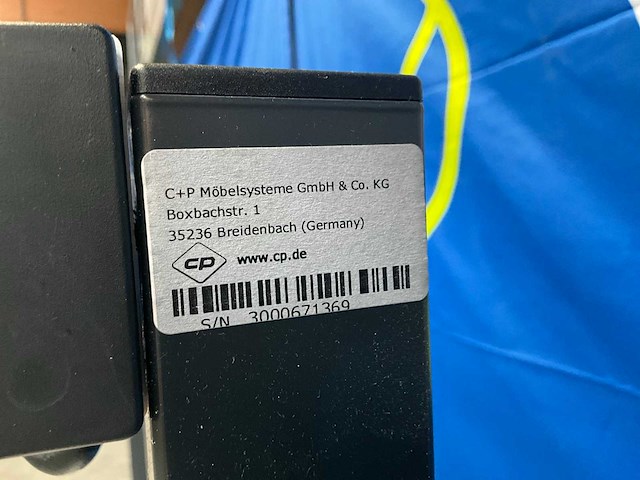 C+P Möbelsysteme GmbH & Co. KG
Boxbachstr. 1
35236 Breidenbach (Germany)
cp www.cp.de
S/N 3000671369